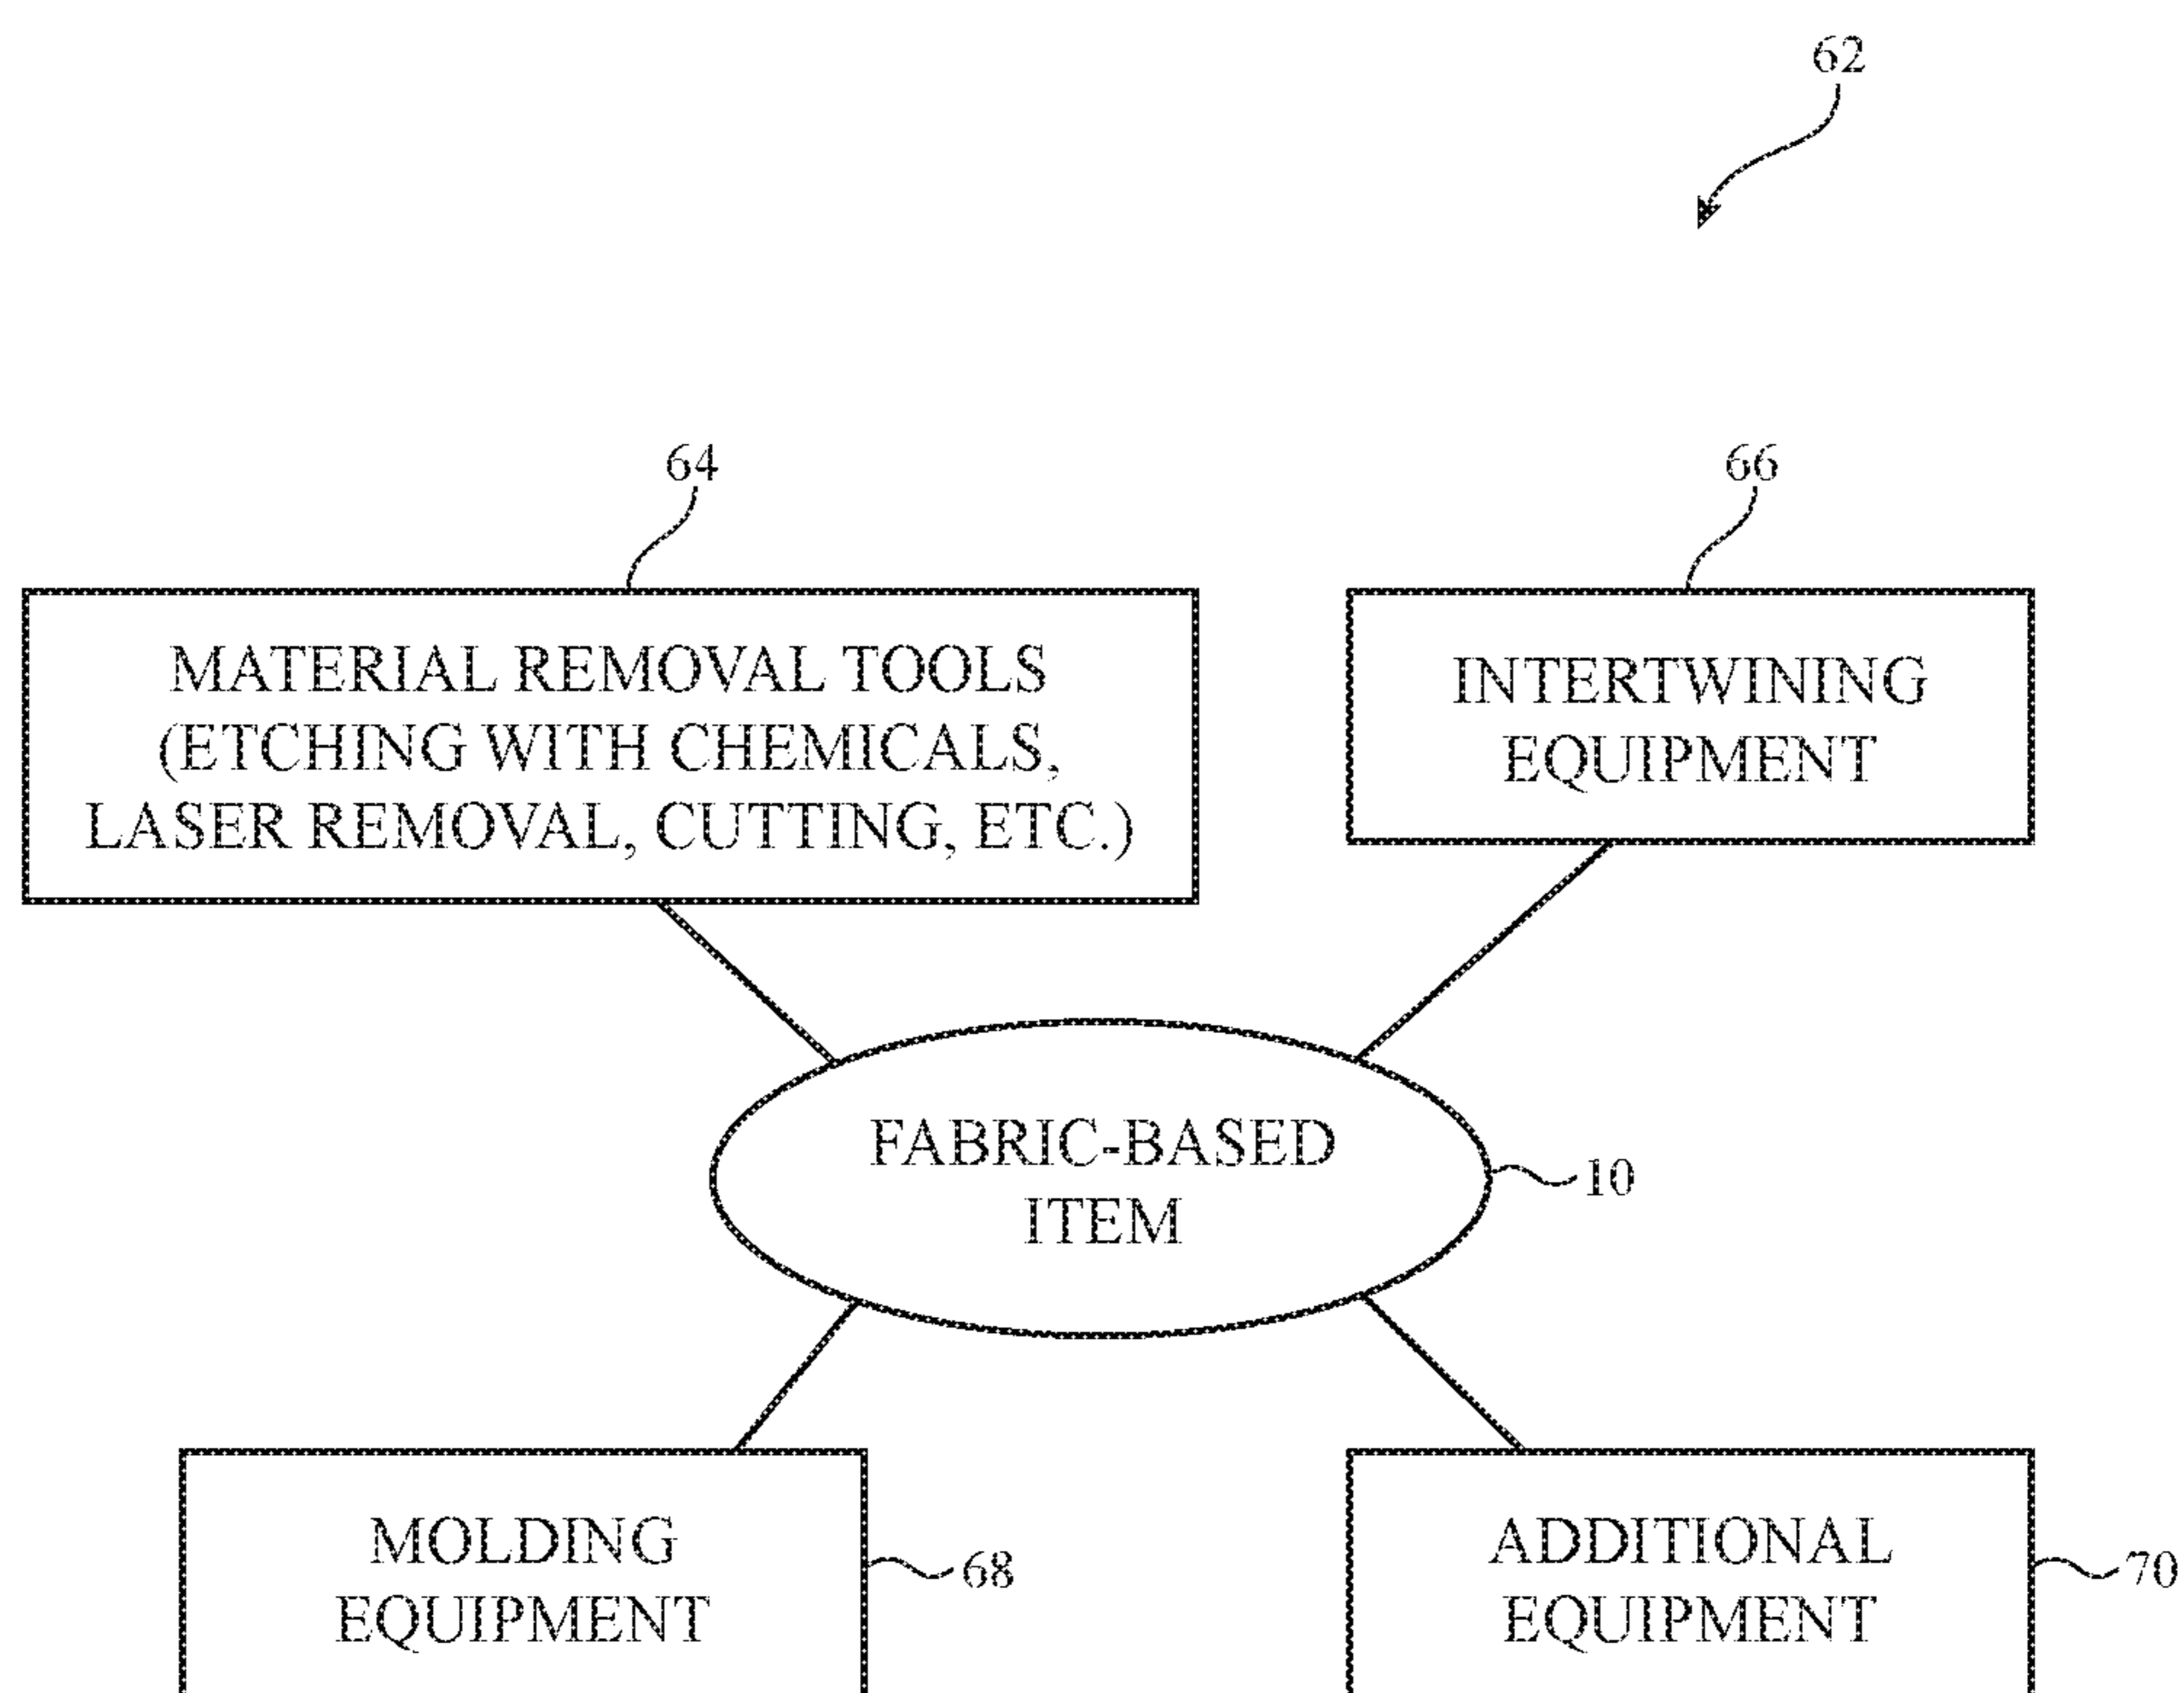 62
64
66
MATERIAL REMOVAL TOOLS
(ETCHING WITH CHEMICALS,
LASER REMOVAL, CUTTING, ETC.)
INTERTWINING
EQUIPMENT
FABRIC-BASED
ITEM
10
MOLDING
EQUIPMENT
68
ADDITIONAL
EQUIPMENT
70